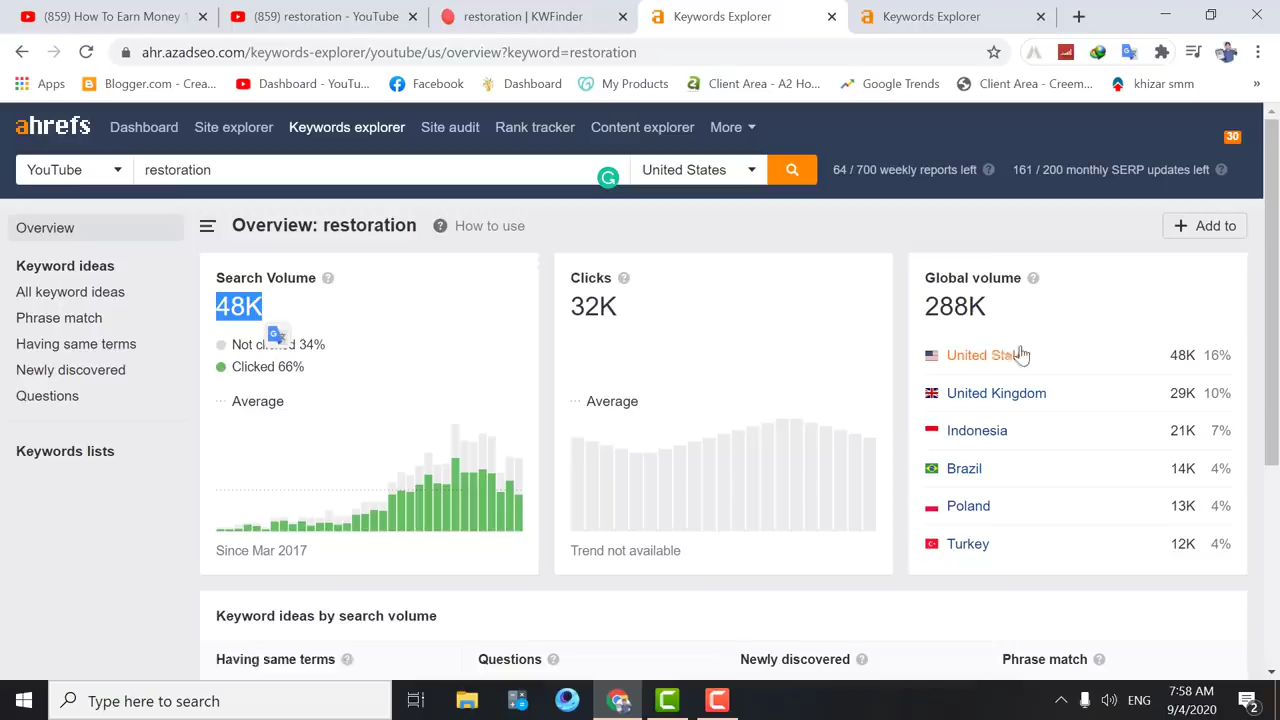 (859) How To Earn Money 1
(859) restoration - YouTube
restoration | KWFinder
Keywords Explorer
Keywords Explorer
ahr.azadseo.com/keywords-explorer/youtube/us/overview?keyword=restoration
Apps
Blogger.com - Crea...
Dashboard - YouTu...
Facebook
Dashboard
My Products
Client Area - A2 Ho...
Google Trends
Client Area - Creem...
khizar smm
»
ahrefs
Dashboard
Site explorer
Keywords explorer
Site audit
Rank tracker
Content explorer
More
30
YouTube
restoration
United States
64 / 700 weekly reports left
161 / 200 monthly SERP updates left
Overview
Keyword ideas
All keyword ideas
Phrase match
Having same terms
Newly discovered
Questions
Keywords lists
Overview: restoration
How to use
+ Add to
Search Volume
48K
Not clicked 34%
Clicked 66%
Average
Since Mar 2017
Clicks
32K
Average
Trend not available
Global volume
288K
United States 48K 16%
United Kingdom 29K 10%
Indonesia 21K 7%
Brazil 14K 4%
Poland 13K 4%
Turkey 12K 4%
Keyword ideas by search volume
Having same terms
Questions
Newly discovered
Phrase match
Type here to search
ENG
7:58 AM
9/4/2020
2